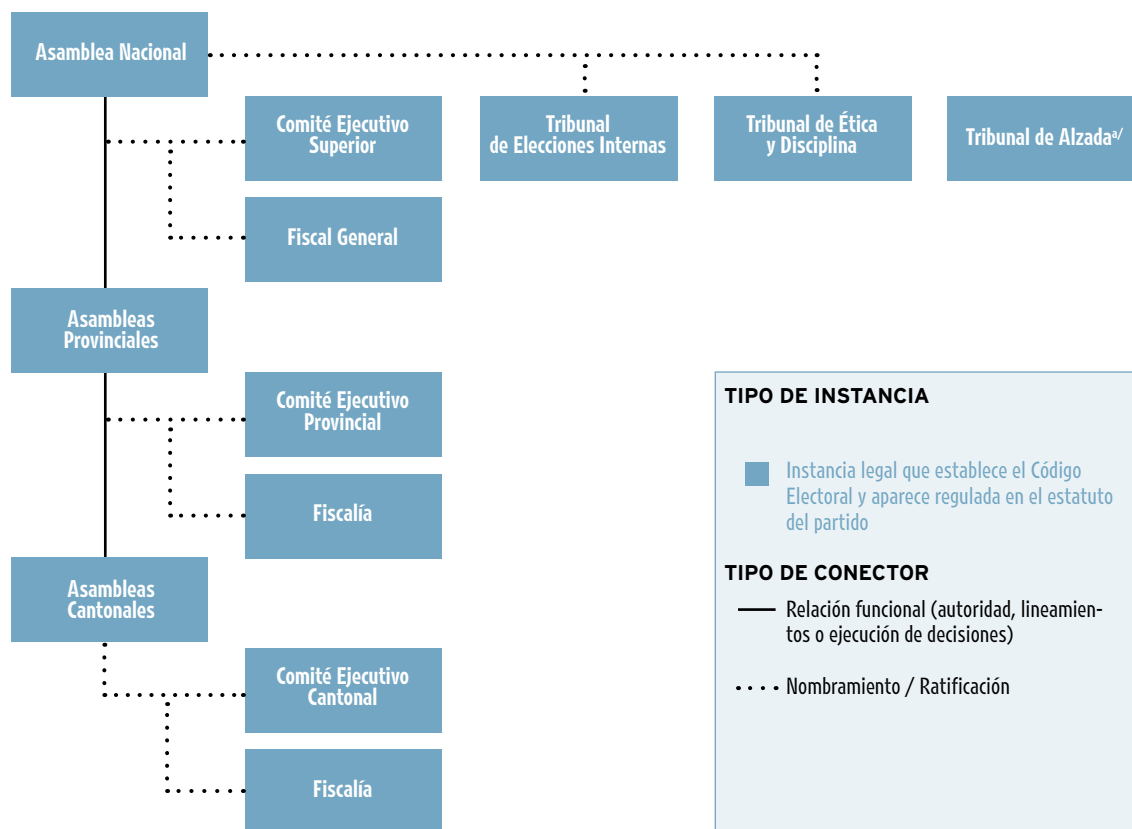 Asamblea Nacional
Comité Ejecutivo
Superior
Tribunal
de Elecciones Internas
Tribunal de Ética
y Disciplina
Tribunal de Alzadaa/
Fiscal General
Asambleas
Provinciales
Comité Ejecutivo
Provincial
Fiscalía
Asambleas
Cantonales
Comité Ejecutivo
Cantonal
Fiscalía
TIPO DE INSTANCIA
Instancia legal que establece el Código
Electoral y aparece regulada en el estatuto
del partido
TIPO DE CONECTOR
Relación funcional (autoridad, lineamien-
tos o ejecución de decisiones)
Nombramiento / Ratificación